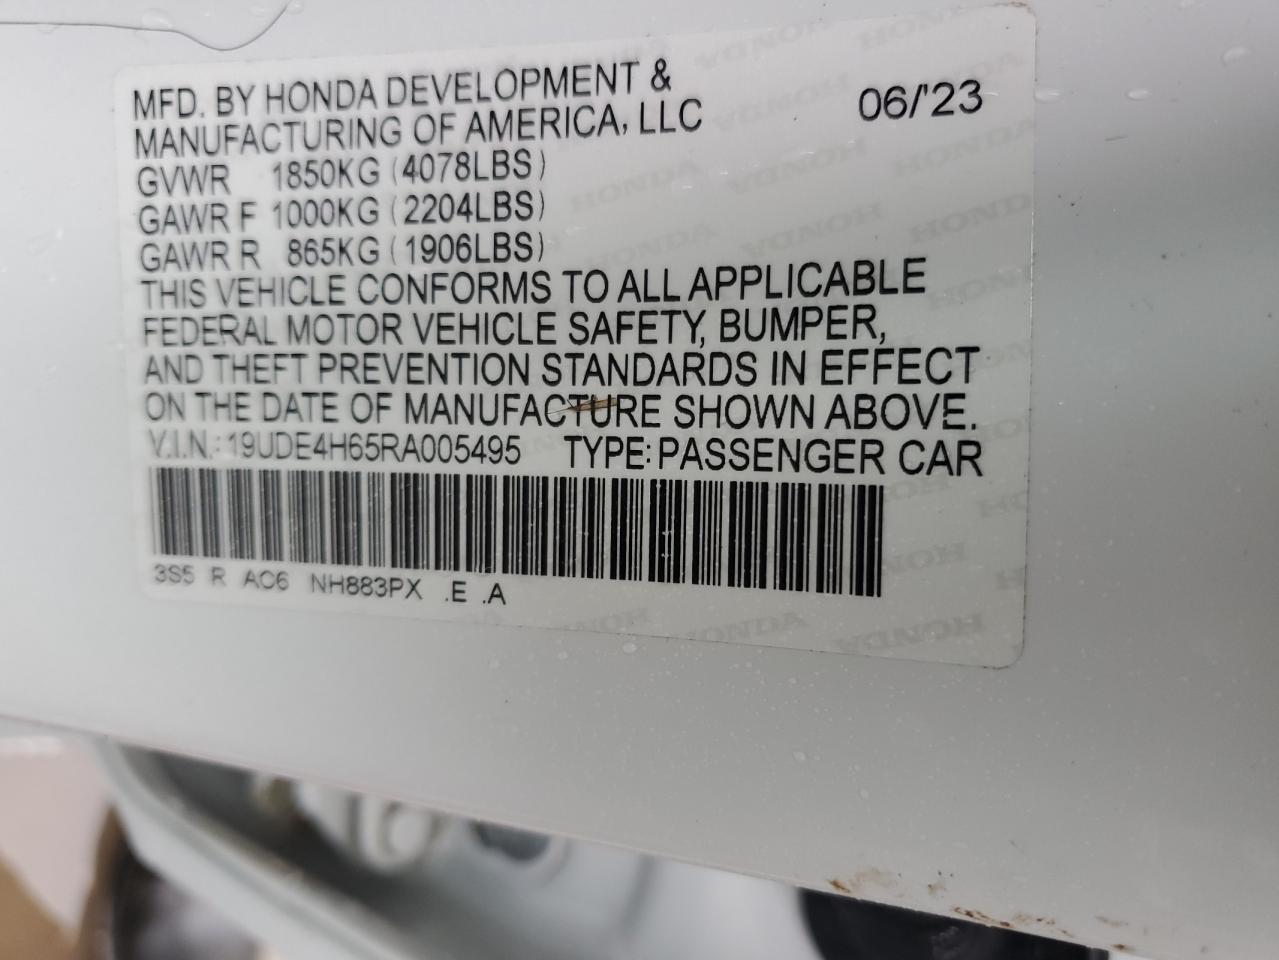 MFD. BY HONDA DEVELOPMENT &
MANUFACTURING OF AMERICA, LLC 06/'23
GVWR 1850KG (4078LBS)
GAWR F 1000KG (2204LBS)
GAWR R 865KG (1906LBS)
THIS VEHICLE CONFORMS TO ALL APPLICABLE
FEDERAL MOTOR VEHICLE SAFETY, BUMPER,
AND THEFT PREVENTION STANDARDS IN EFFECT
ON THE DATE OF MANUFACTURE SHOWN ABOVE.
V.I.N.: 19UDE4H65RA005495 TYPE: PASSENGER CAR
3S5 R AC6 NH883PX .E .A